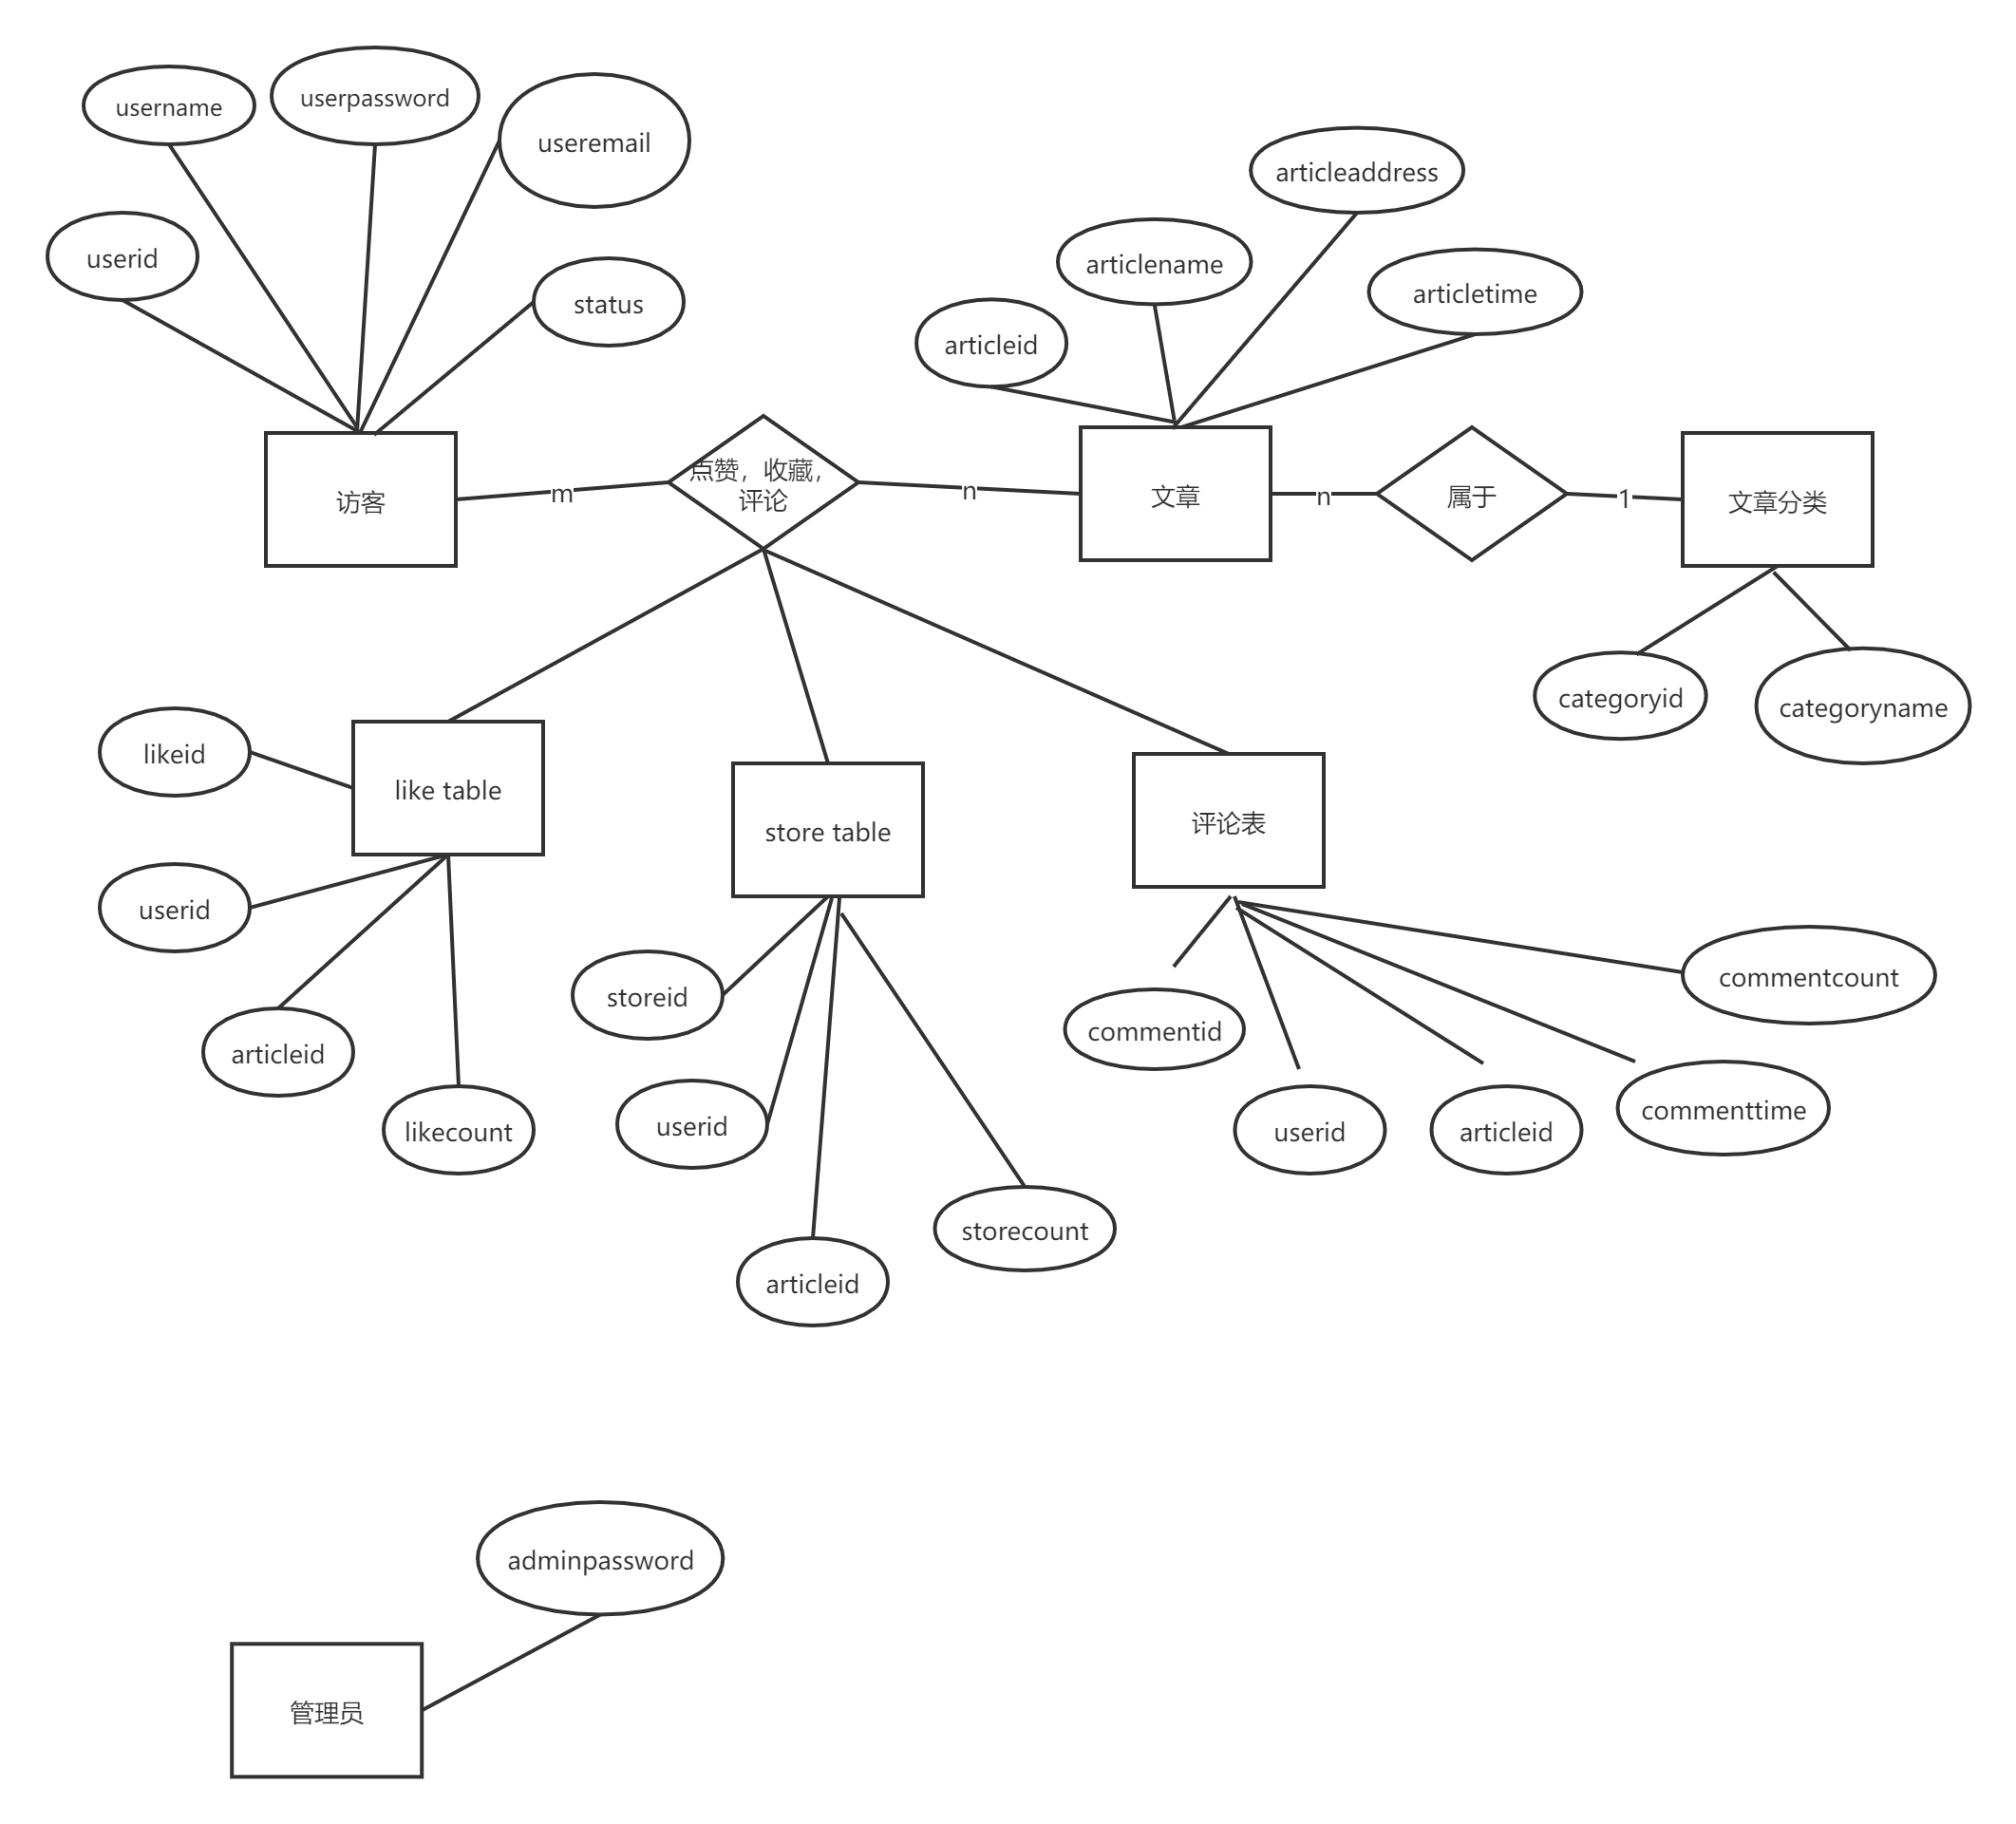 username
userpassword
useremail
userid
status
articleaddress
articlename
articletime
articleid
访客
m
点赞，收藏，
评论
n
文章
n
属于
1
文章分类
categoryid
categoryname
likeid
like table
userid
articleid
likecount
store table
storeid
userid
articleid
storecount
评论表
commentid
userid
articleid
commenttime
commentcount
adminpassword
管理员